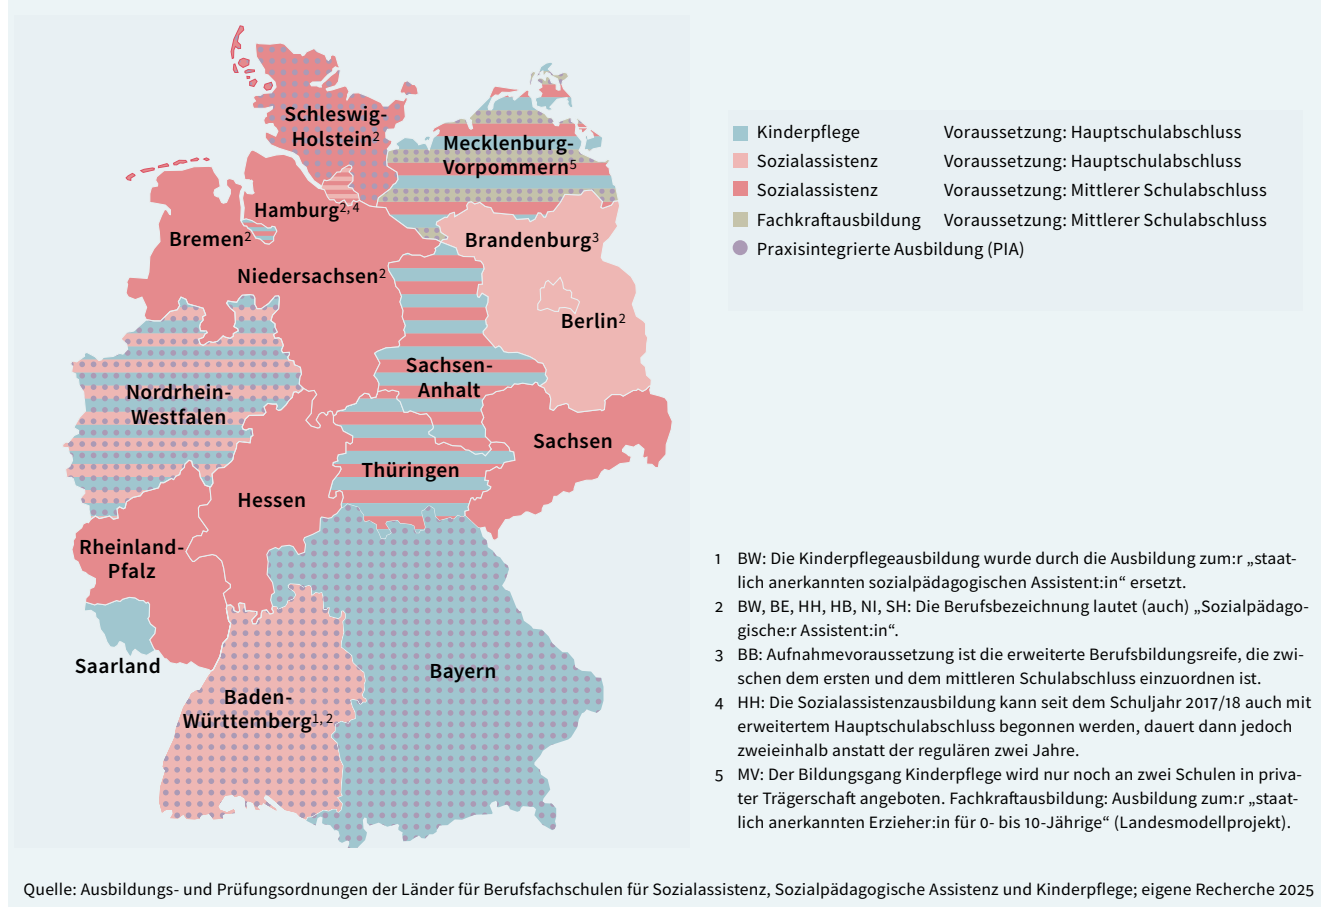 Schleswig-
Holstein2
Mecklenburg-
Vorpommern5
Hamburg2, 4
Bremen2
Brandenburg3
Niedersachsen2
Berlin2
Sachsen-
Anhalt
Nordrhein-
Westfalen
Sachsen
Thüringen
Hessen
Rheinland-
Pfalz
Saarland
Bayern
Baden-
Württemberg1, 2
Kinderpflege Voraussetzung: Hauptschulabschluss
Sozialassistenz Voraussetzung: Hauptschulabschluss
Sozialassistenz Voraussetzung: Mittlerer Schulabschluss
Fachkraftausbildung Voraussetzung: Mittlerer Schulabschluss
Praxisintegrierte Ausbildung (PIA)
1 BW: Die Kinderpflegeausbildung wurde durch die Ausbildung zum:r „staat-
lich anerkannten sozialpädagogischen Assistent:in“ ersetzt.
2 BW, BE, HH, HB, NI, SH: Die Berufsbezeichnung lautet (auch) „Sozialpädago-
gische:r Assistent:in“.
3 BB: Aufnahmevoraussetzung ist die erweiterte Berufsbildungsreife, die zwi-
schen dem ersten und dem mittleren Schulabschluss einzuordnen ist.
4 HH: Die Sozialassistenzausbildung kann seit dem Schuljahr 2017/18 auch mit
erweitertem Hauptschulabschluss begonnen werden, dauert dann jedoch
zweieinhalb anstatt der regulären zwei Jahre.
5 MV: Der Bildungsgang Kinderpflege wird nur noch an zwei Schulen in priva-
ter Trägerschaft angeboten. Fachkraftausbildung: Ausbildung zum:r „staat-
lich anerkannten Erzieher:in für 0- bis 10-Jährige“ (Landesmodellprojekt).
Quelle: Ausbildungs- und Prüfungsordnungen der Länder für Berufsfachschulen für Sozialassistenz, Sozialpädagogische Assistenz und Kinderpflege; eigene Recherche 2025